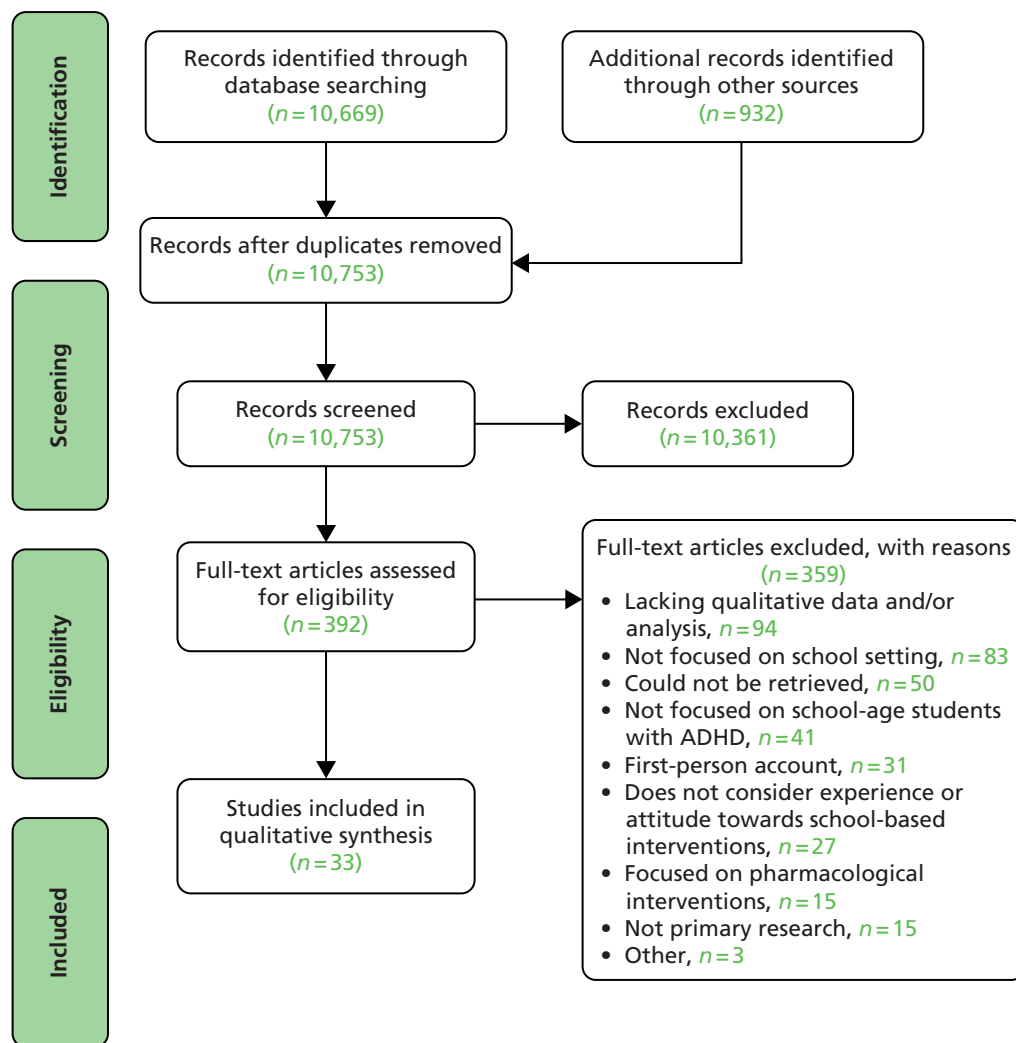 Identification
Records identified through
database searching
(n=10,669)
Additional records identified
through other sources
(n=932)
Records after duplicates removed
(n=10,753)
Screening
Records screened
(n=10,753)
Records excluded
(n=10,361)
Eligibility
Full-text articles assessed
for eligibility
(n=392)
Full-text articles excluded, with reasons
(n=359)
• Lacking qualitative data and/or
analysis, n=94
• Not focused on school setting, n=83
• Could not be retrieved, n=50
• Not focused on school-age students
with ADHD, n=41
• First-person account, n=31
• Does not consider experience or
attitude towards school-based
interventions, n=27
• Focused on pharmacological
interventions, n=15
• Not primary research, n=15
• Other, n=3
Included
Studies included in
qualitative synthesis
(n=33)